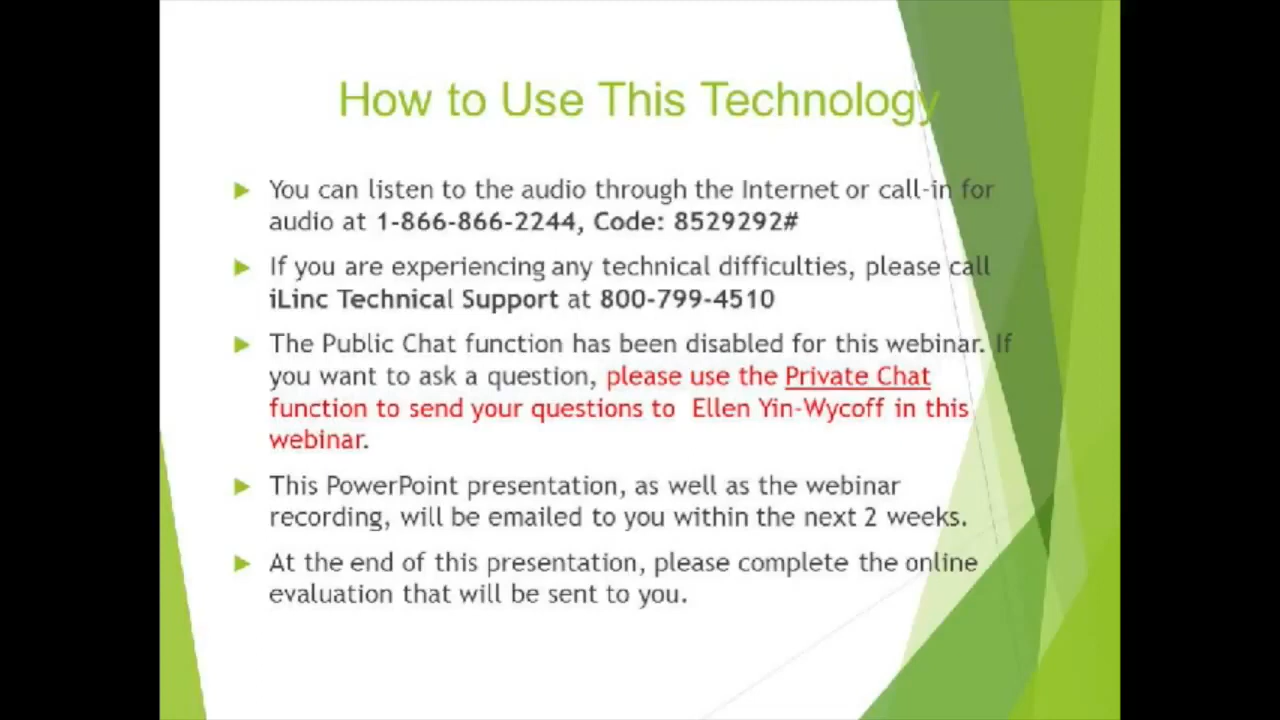 How to Use This Technology
You can listen to the audio through the Internet or call-in for
audio at 1-866-866-2244, Code: 8529292#
If you are experiencing any technical difficulties, please call
iLinc Technical Support at 800-799-4510
The Public Chat function has been disabled for this webinar. If
you want to ask a question, please use the Private Chat
function to send your questions to Ellen Yin-Wycoff in this
webinar.
This PowerPoint presentation, as well as the webinar
recording, will be emailed to you within the next 2 weeks.
At the end of this presentation, please complete the online
evaluation that will be sent to you.